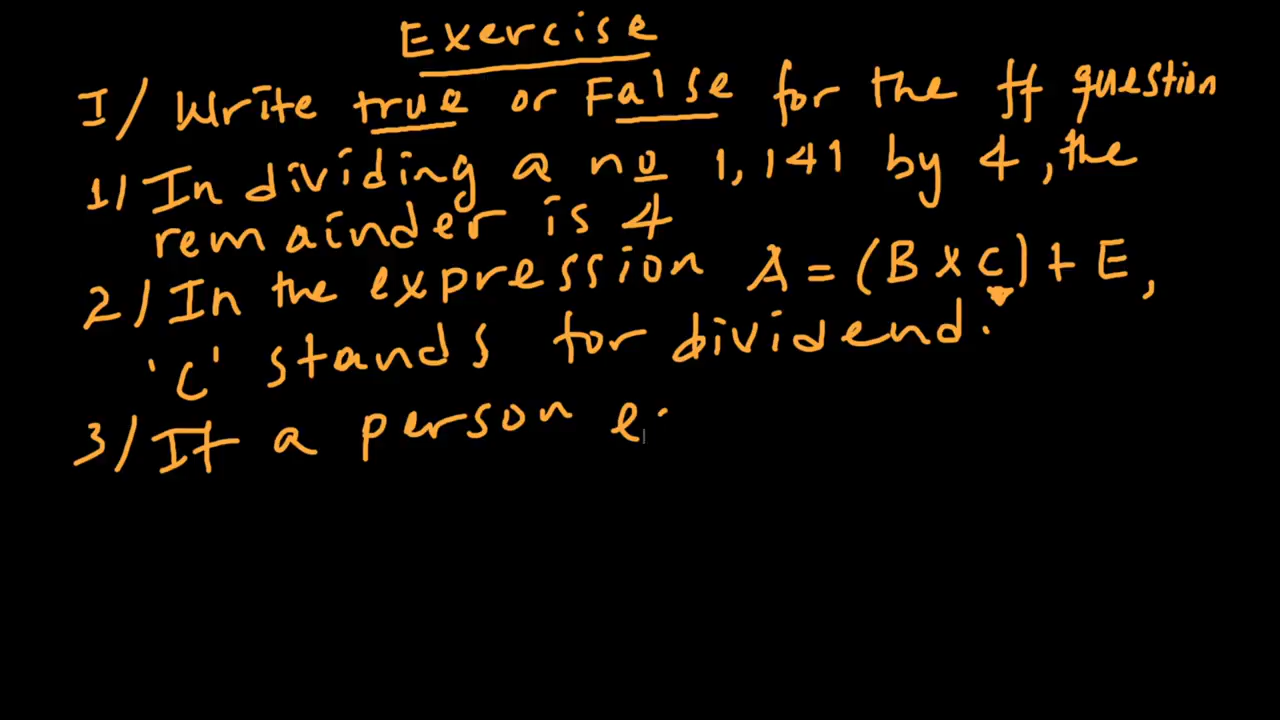 Exercise
I/ Write true or False for the ff question
1) In dividing a no 1,141 by 4, the
remainder is 4
2) In the expression A = (B x C) + E,
'C' stands for dividend.
3/ If a person e